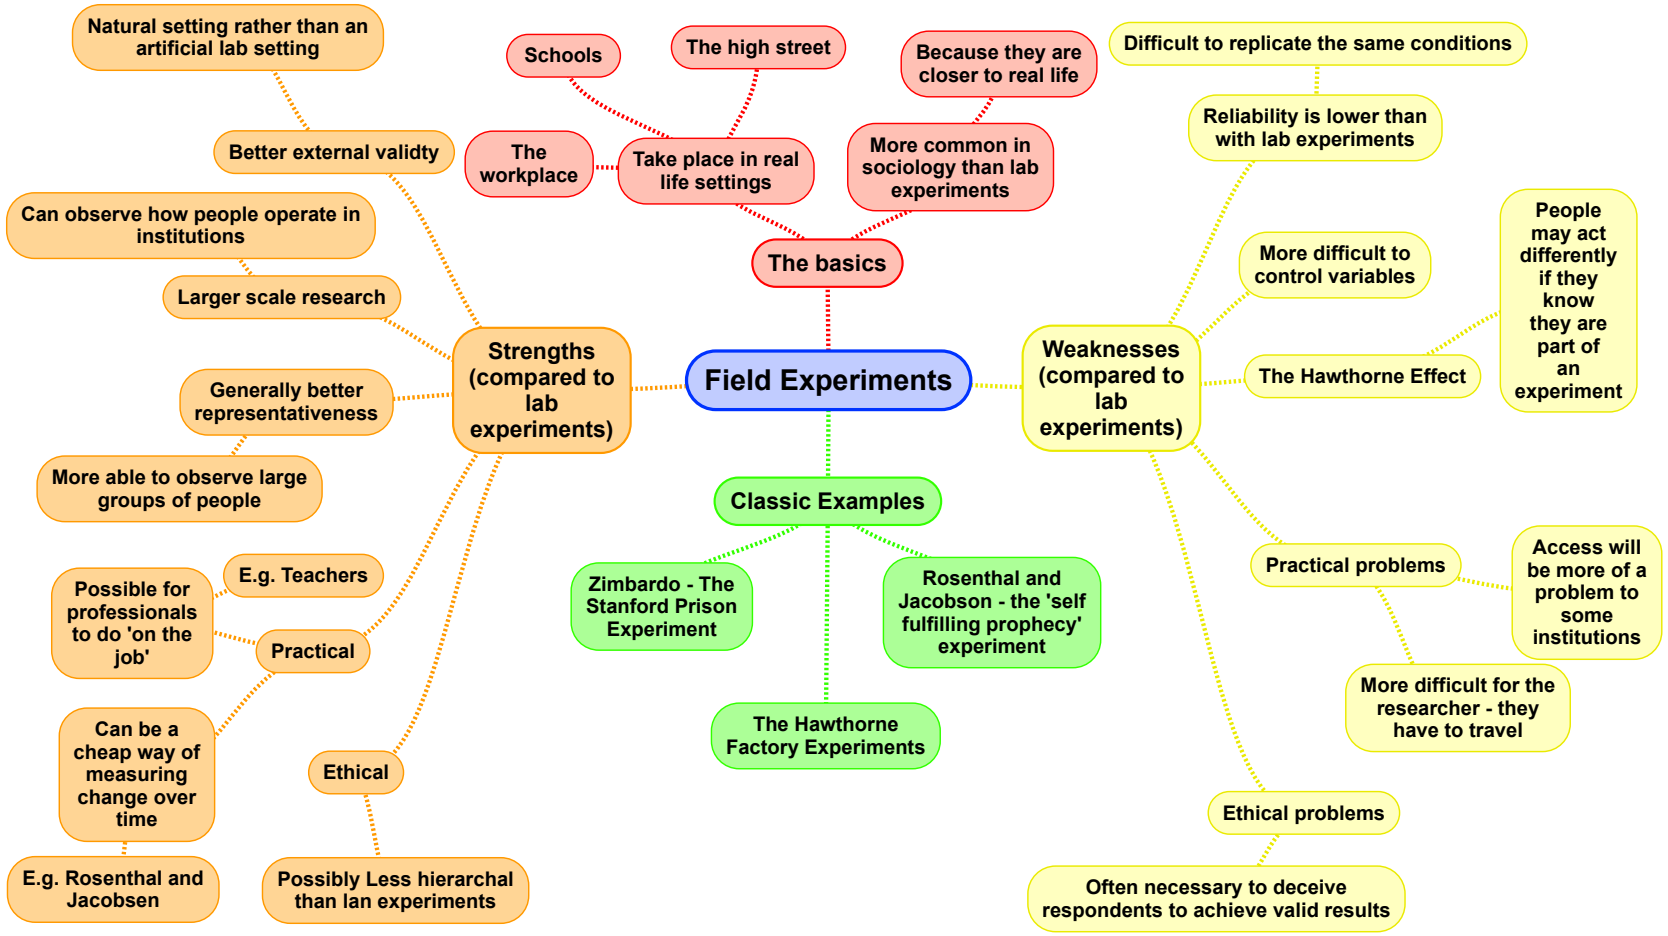 Field Experiments
The basics
Take place in real
life settings
Schools
The high street
The
workplace
More common in
sociology than lab
experiments
Because they are
closer to real life
Strengths
(compared to
lab
experiments)
Better external validty
Natural setting rather than an
artificial lab setting
Larger scale research
Can observe how people operate in
institutions
Generally better
representativeness
More able to observe large
groups of people
Practical
Possible for
professionals
to do 'on the
job'
E.g. Teachers
Can be a
cheap way of
measuring
change over
time
E.g. Rosenthal and
Jacobsen
Ethical
Possibly Less hierarchal
than lan experiments
Classic Examples
Zimbardo - The
Stanford Prison
Experiment
The Hawthorne
Factory Experiments
Rosenthal and
Jacobson - the 'self
fulfilling prophecy'
experiment
Weaknesses
(compared to
lab
experiments)
Reliability is lower than
with lab experiments
Difficult to replicate the same conditions
More difficult to
control variables
The Hawthorne Effect
People
may act
differently
if they
know
they are
part of
an
experiment
Practical problems
Access will
be more of a
problem to
some
institutions
More difficult for the
researcher - they
have to travel
Ethical problems
Often necessary to deceive
respondents to achieve valid results